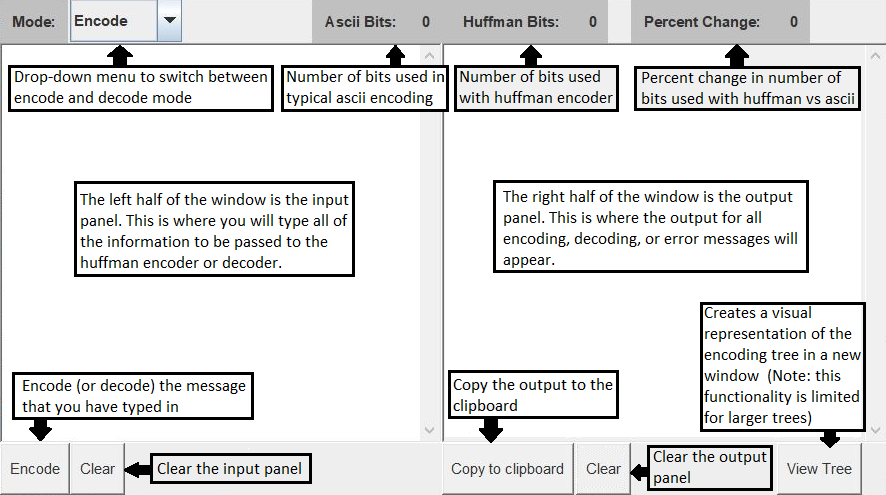 Mode: Encode Ascii Bits: 0 Huffman Bits: 0 Percent Change: 0
Drop-down menu to switch between
encode and decode mode
Number of bits used in
typical ascii encoding
Number of bits used
with huffman encoder
Percent change in number of
bits used with huffman vs ascii
The left half of the window is the input
panel. This is where you will type all of
the information to be passed to the
huffman encoder or decoder.
The right half of the window is the output
panel. This is where the output for all
encoding, decoding, or error messages will
appear.
Creates a visual
representation of the
encoding tree in a new
window (Note: this
functionality is limited
for larger trees)
Encode (or decode) the message
that you have typed in
Copy the output to the
clipboard
Encode Clear Clear the input panel
Copy to clipboard Clear
Clear the output
panel
View Tree